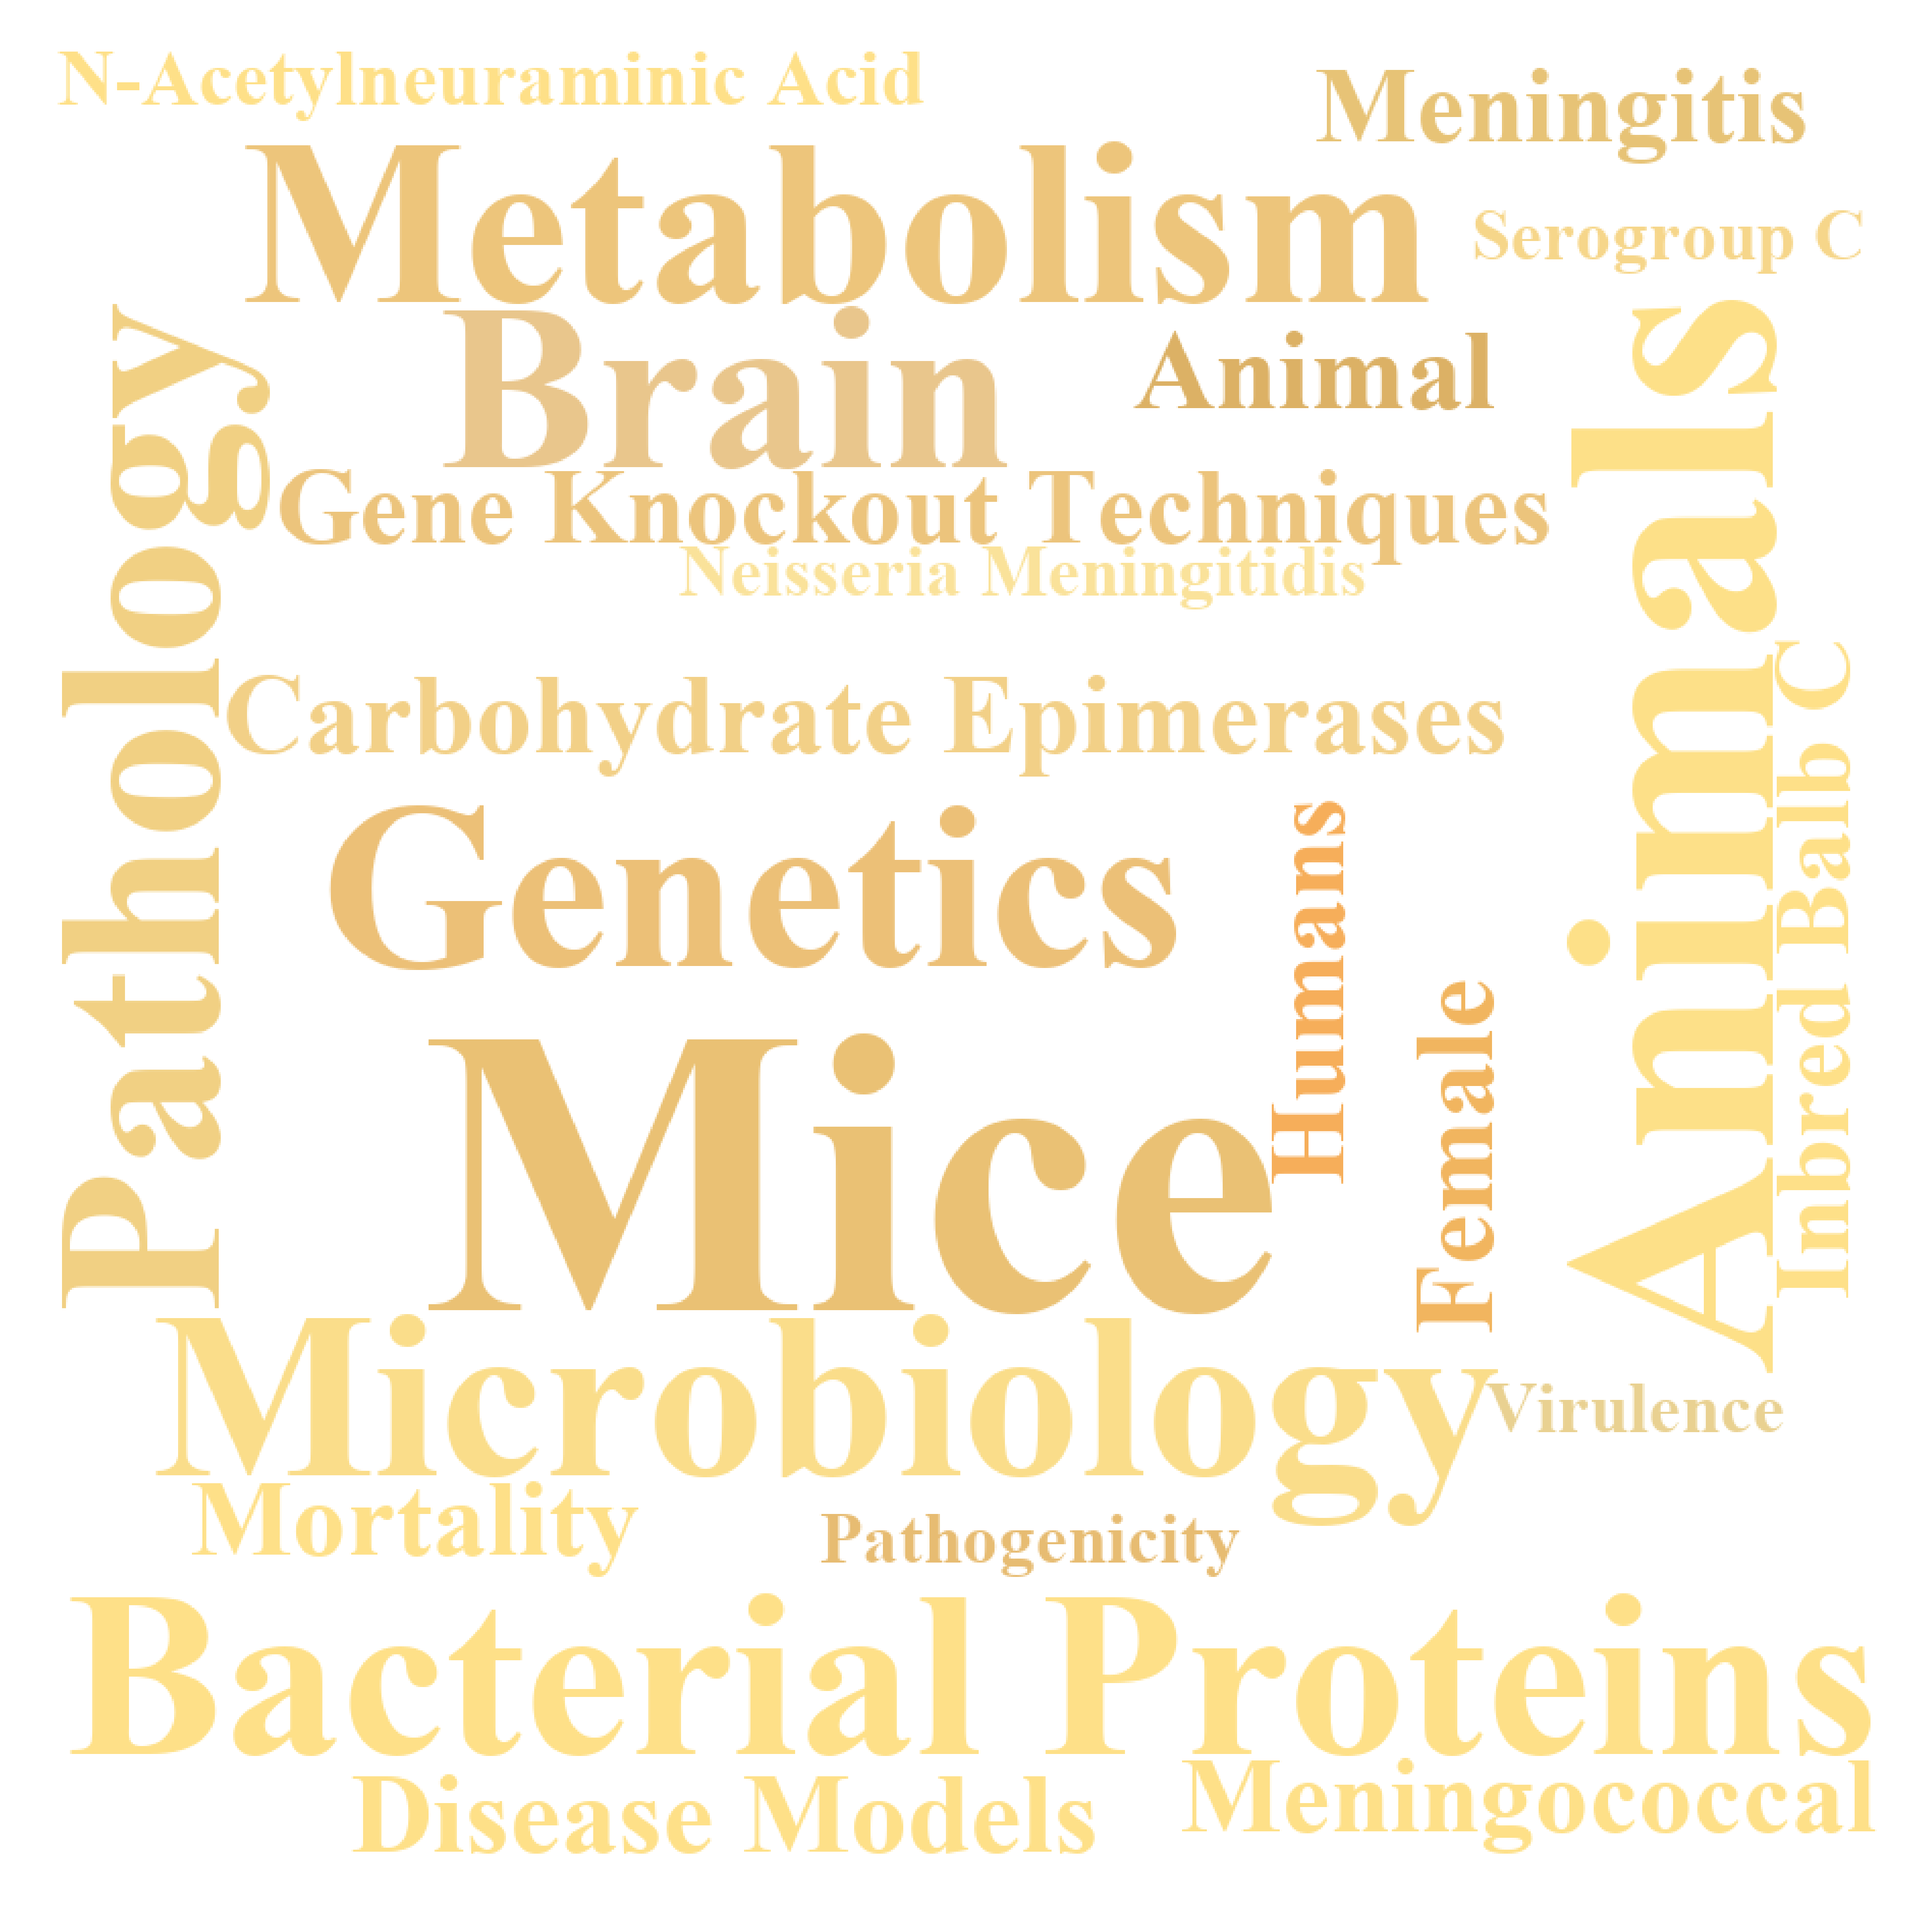 N-Acetylneuraminic Acid
Meningitis
Metabolism
Serogroup C
Brain
Animal
Pathology
Animals
Gene Knockout Techniques
Neisseria Meningitidis
Inbred Balb C
Carbohydrate Epimerases
Genetics
Humans
Female
Mice
Microbiology
Virulence
Mortality
Pathogenicity
Bacterial Proteins
Disease Models
Meningococcal